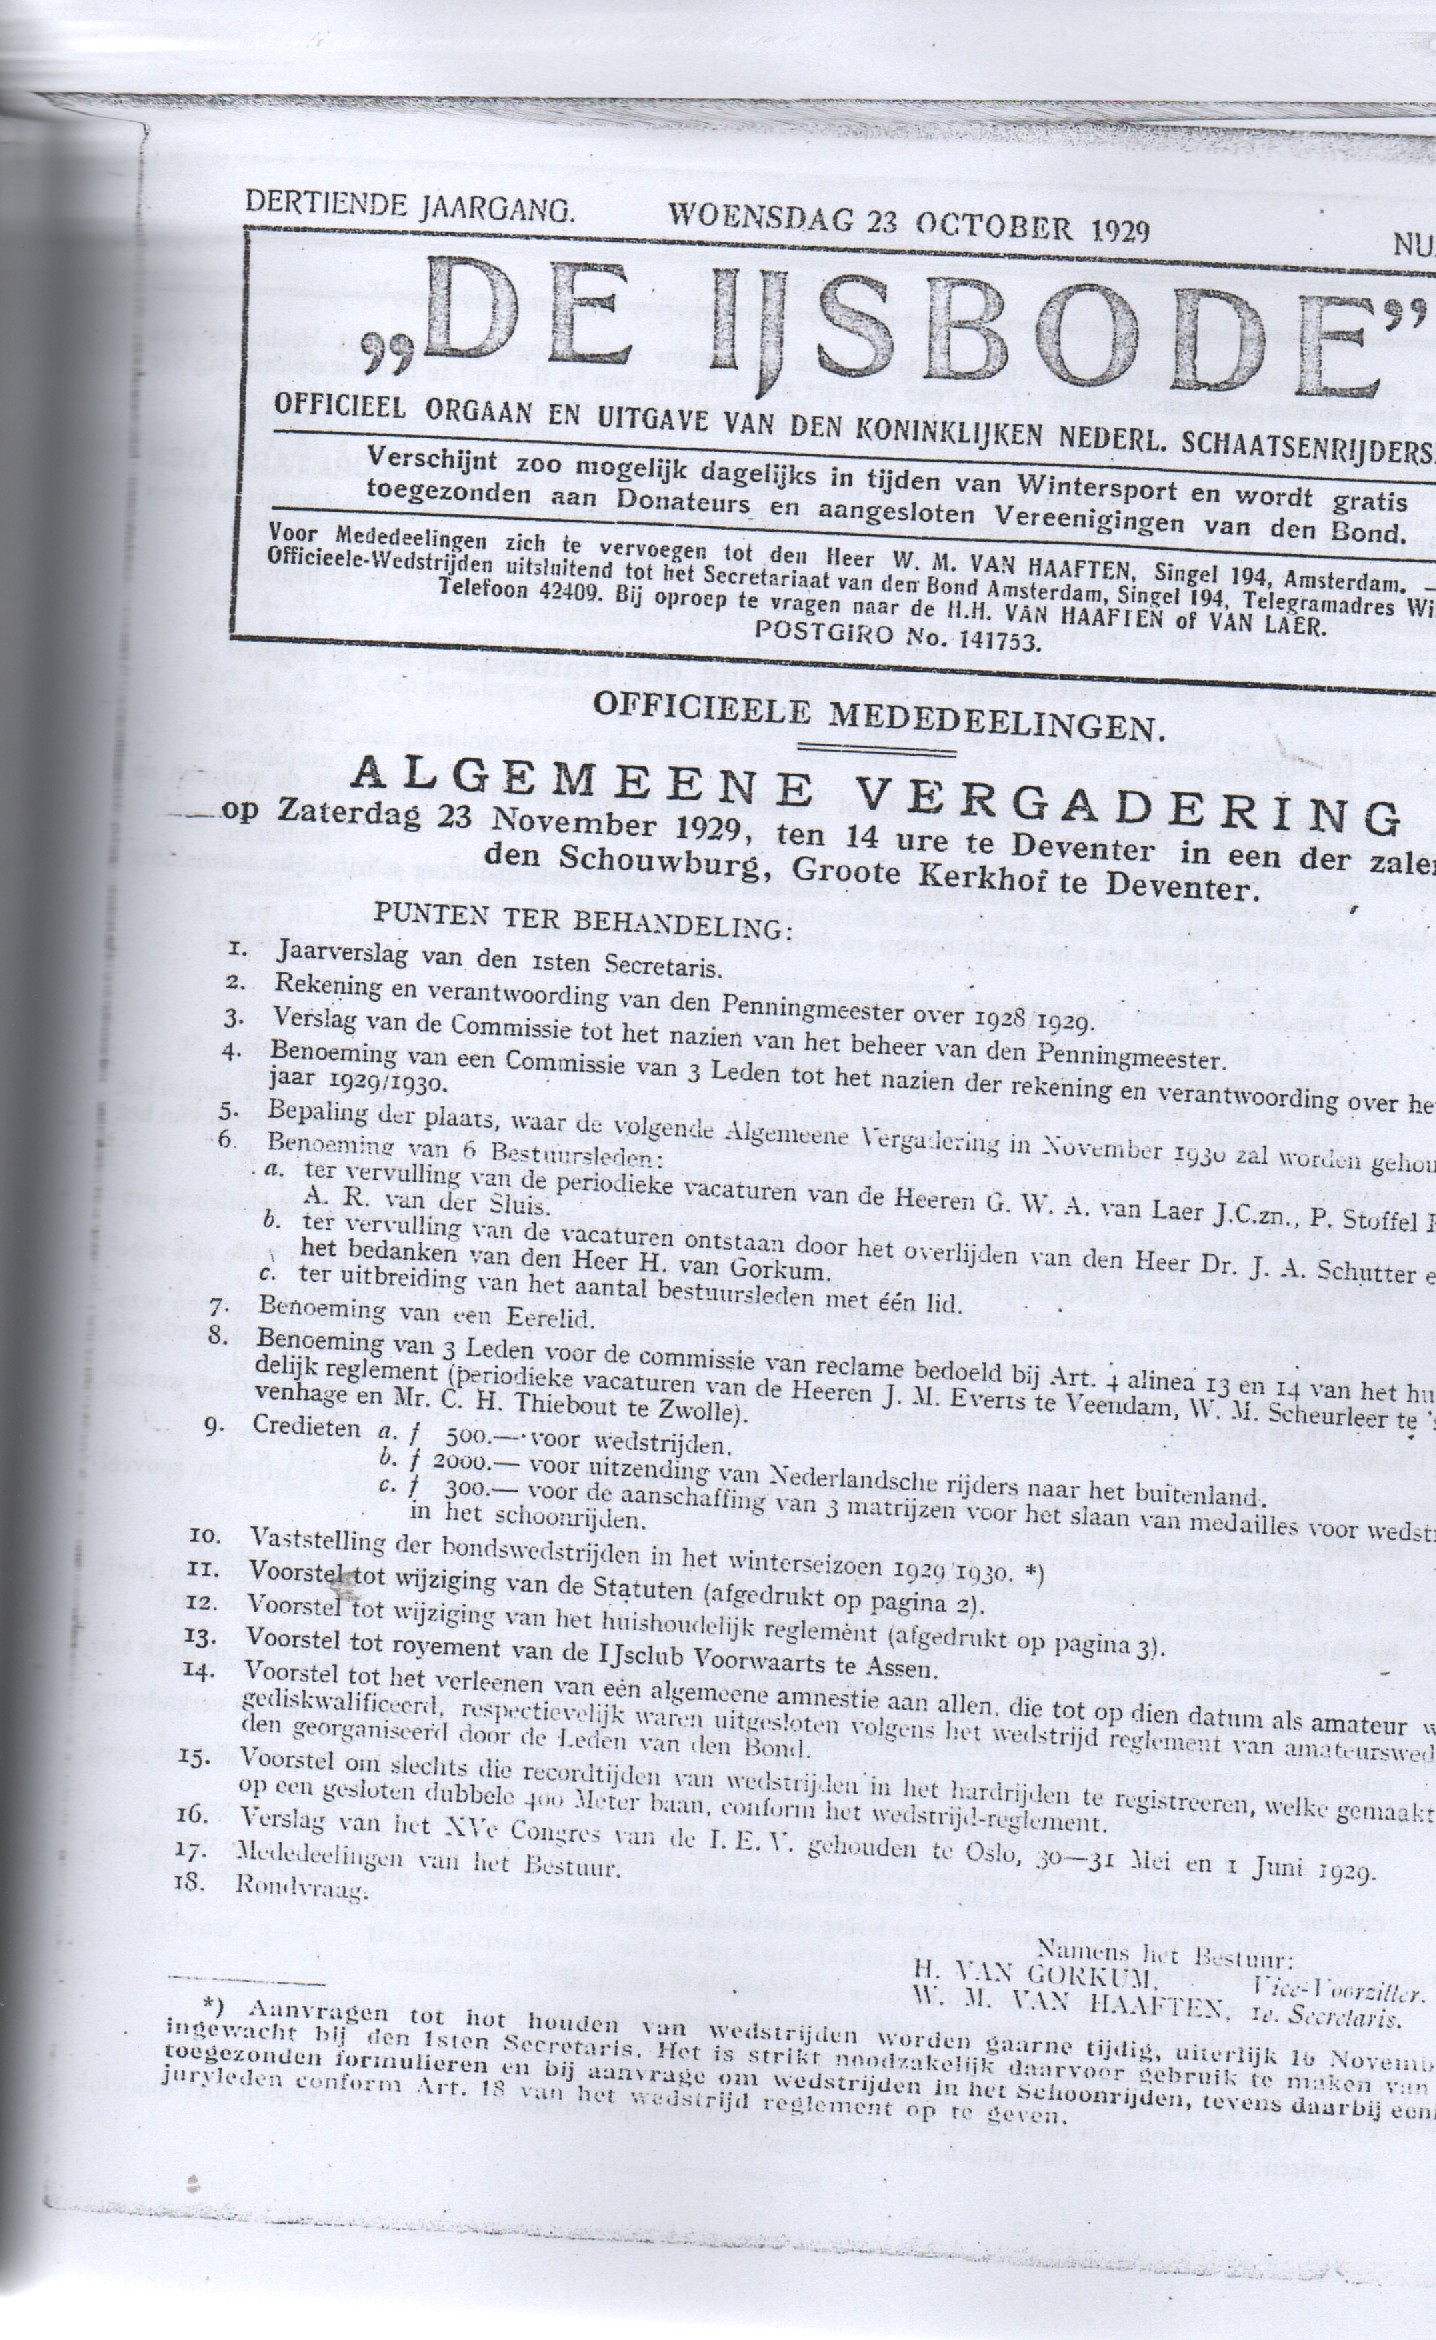 DERTIENDE JAARGANG. WOENSDAG 23 OCTOBER 1929 NU
„DE IJSBODE”
OFFICIEEL ORGAAN EN UITGAVE VAN DEN KONINKLIJKEN NEDERL. SCHAATSENRIJDERS
Verschijnt zoo mogelijk dagelijks in tijden van Wintersport en wordt gratis
toegezonden aan Donateurs en aangesloten Vereenigingen van den Bond.
Voor Mededeelingen zich te vervoegen tot den Heer W. M. VAN HAAFTEN, Singel 194, Amsterdam. —
Officieele-Wedstrijden uitsluitend tot het Secretariaat van den Bond Amsterdam, Singel 194, Telegramadres Wi
Telefoon 42409. Bij oproep te vragen naar de H.H. VAN HAAFTEN of VAN LAER.
POSTGIRO No. 141753.
OFFICIEELE MEDEDEELINGEN.
ALGEMEENE VERGADERING
op Zaterdag 23 November 1929, ten 14 ure te Deventer in een der zalen
den Schouwburg, Groote Kerkhof te Deventer.
PUNTEN TER BEHANDELING:
1. Jaarverslag van den 1sten Secretaris.
2. Rekening en verantwoording van den Penningmeester over 1928/1929.
3. Verslag van de Commissie tot het nazien van het beheer van den Penningmeester.
4. Benoeming van een Commissie van 3 Leden tot het nazien der rekening en verantwoording over he
jaar 1929/1930.
5. Bepaling der plaats, waar de volgende Algemeene Vergadering in November 1930 zal worden gehou
6. Benoeming van 6 Bestuursleden:
a. ter vervulling van de periodieke vacaturen van de Heeren G. W. A. van Laer J.C.zn., P. Stoffel
A. R. van der Sluis.
b. ter vervulling van de vacaturen ontstaan door het overlijden van den Heer Dr. J. A. Schutter e
het bedanken van den Heer H. van Gorkum.
c. ter uitbreiding van het aantal bestuursleden met één lid.
7. Benoeming van een Eerelid.
8. Benoeming van 3 Leden voor de commissie van reclame bedoeld bij Art. 4 alinea 13 en 14 van het hu
delijk reglement (periodieke vacaturen van de Heeren J. M. Everts te Veendam, W. M. Scheurleer te 's
venhage en Mr. C. H. Thiebout te Zwolle).
9. Credieten a. f 500.— voor wedstrijden.
b. f 2000.— voor uitzending van Nederlandsche rijders naar het buitenland.
c. f 300.— voor de aanschaffing van 3 matrijzen voor het slaan van medailles voor wedstr
in het schoonrijden.
10. Vaststelling der bondswedstrijden in het winterseizoen 1929/1930. *)
11. Voorstel tot wijziging van de Statuten (afgedrukt op pagina 2).
12. Voorstel tot wijziging van het huishoudelijk reglement (afgedrukt op pagina 3).
13. Voorstel tot royement van de IJsclub Voorwaarts te Assen.
14. Voorstel tot het verleenen van een algemeene amnestie aan allen, die tot op dien datum als amateur w
gediskwalificeerd, respectievelijk waren uitgesloten volgens het wedstrijd reglement van amateurswed
den georganiseerd door de Leden van den Bond.
15. Voorstel om slechts die recordtijden van wedstrijden in het hardrijden te registreeren, welke gemaakt
op een gesloten dubbele 400 Meter baan, conform het wedstrijd-reglement.
16. Verslag van het XVe Congres van de I. E. V. gehouden te Oslo, 30—31 Mei en 1 Juni 1929.
17. Mededeelingen van het Bestuur.
18. Rondvraag.
Namens het Bestuur:
H. VAN GORKUM, Vice-Voorzitter.
W. M. VAN HAAFTEN, 1e. Secretaris.
*) Aanvragen tot hot houden van wedstrijden worden gaarne tijdig, uiterlijk 16 Novemb
ingewacht bij den 1sten Secretaris. Het is strikt noodzakelijk daarvoor gebruik te maken van
toegezonden formulieren en bij aanvrage om wedstrijden in het Schoonrijden, tevens daarbij een
juryleden conform Art. 18 van het wedstrijd reglement op te geven.